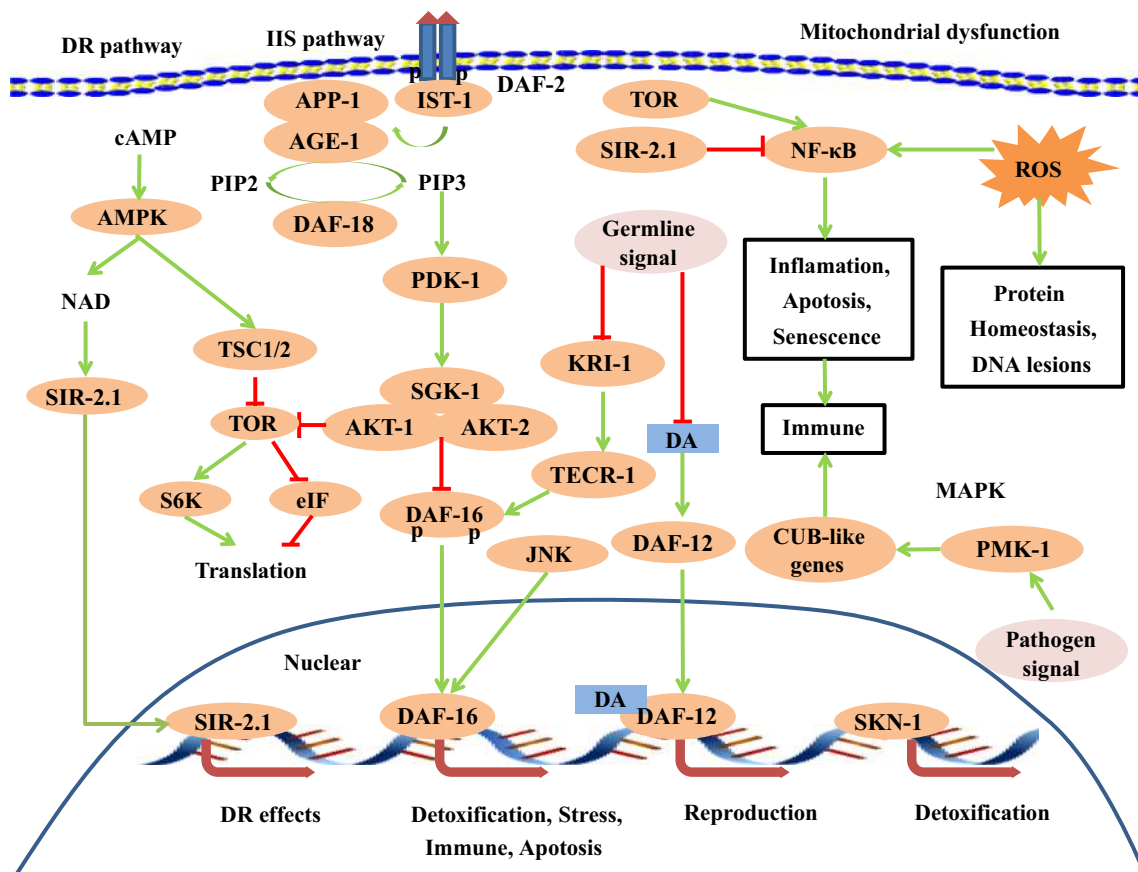 DR pathway
IIS pathway
Mitochondrial dysfunction
p
p
DAF-2
APP-1
IST-1
AGE-1
TOR
SIR-2.1
NF-κB
ROS
cAMP
PIP2
PIP3
AMPK
DAF-18
Germline
signal
Inflamation,
Apotosis,
Senescence
Protein
Homeostasis,
DNA lesions
PDK-1
NAD
TSC1/2
KRI-1
SIR-2.1
SGK-1
TOR
AKT-1
AKT-2
DA
Immune
TECR-1
S6K
eIF
DAF-16
p
p
MAPK
JNK
DAF-12
CUB-like
genes
PMK-1
Translation
Pathogen
signal
Nuclear
SIR-2.1
DAF-16
DA
DAF-12
SKN-1
DR effects
Detoxification, Stress,
Immune, Apotosis
Reproduction
Detoxification